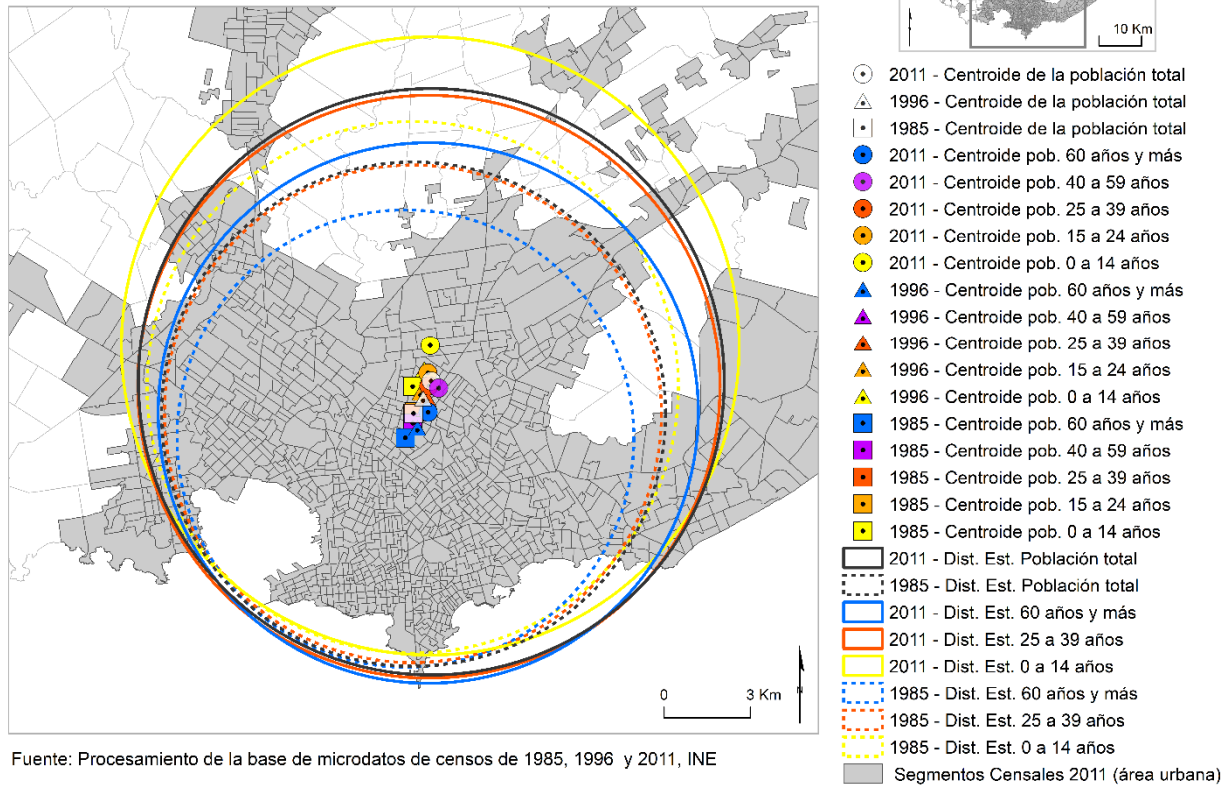 10 Km
2011 - Centroide de la población total
1996 - Centroide de la población total
1985 - Centroide de la población total
2011 - Centroide pob. 60 años y más
2011 - Centroide pob. 40 a 59 años
2011 - Centroide pob. 25 a 39 años
2011 - Centroide pob. 15 a 24 años
2011 - Centroide pob. 0 a 14 años
1996 - Centroide pob. 60 años y más
1996 - Centroide pob. 40 a 59 años
1996 - Centroide pob. 25 a 39 años
1996 - Centroide pob. 15 a 24 años
1996 - Centroide pob. 0 a 14 años
1985 - Centroide pob. 60 años y más
1985 - Centroide pob. 40 a 59 años
1985 - Centroide pob. 25 a 39 años
1985 - Centroide pob. 15 a 24 años
1985 - Centroide pob. 0 a 14 años
2011 - Dist. Est. Población total
1985 - Dist. Est. Población total
2011 - Dist. Est. 60 años y más
2011 - Dist. Est. 25 a 39 años
2011 - Dist. Est. 0 a 14 años
1985 - Dist. Est. 60 años y más
1985 - Dist. Est. 25 a 39 años
1985 - Dist. Est. 0 a 14 años
Segmentos Censales 2011 (área urbana)
0 3 Km
N
Fuente: Procesamiento de la base de microdatos de censos de 1985, 1996 y 2011, INE